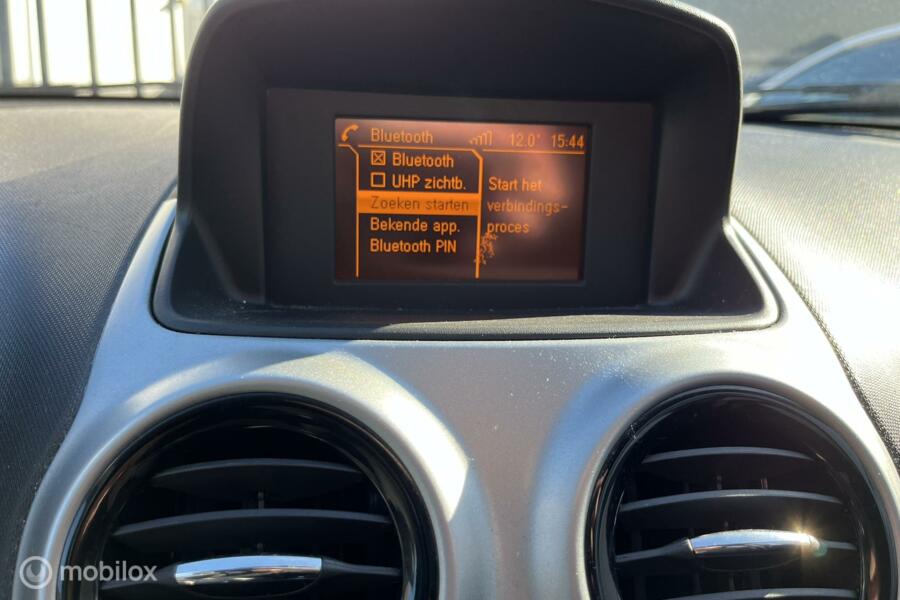 Bluetooth 12.0° 15:44
Bluetooth
UHP zichtb.
Zoeken starten
Bekende app.
Bluetooth PIN
Start het
verbindings-
proces
mobilox